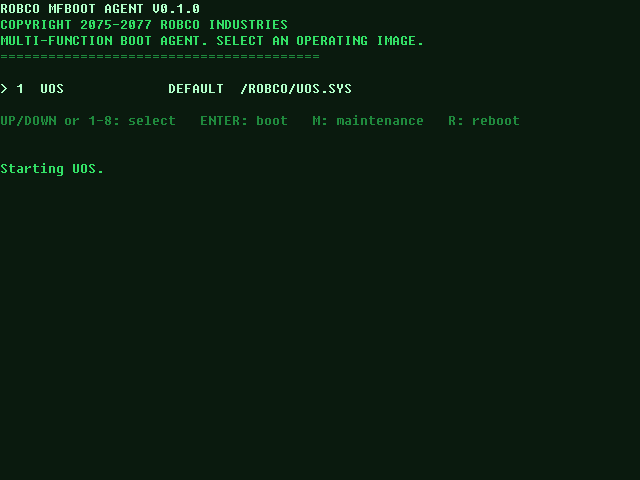 ROBCO MFBOOT AGENT V0.1.0
COPYRIGHT 2075-2077 ROBCO INDUSTRIES
MULTI-FUNCTION BOOT AGENT. SELECT AN OPERATING IMAGE.
========================================
> 1  UOS             DEFAULT  /ROBCO/UOS.SYS
UP/DOWN or 1-8: select   ENTER: boot   M: maintenance   R: reboot
Starting UOS.